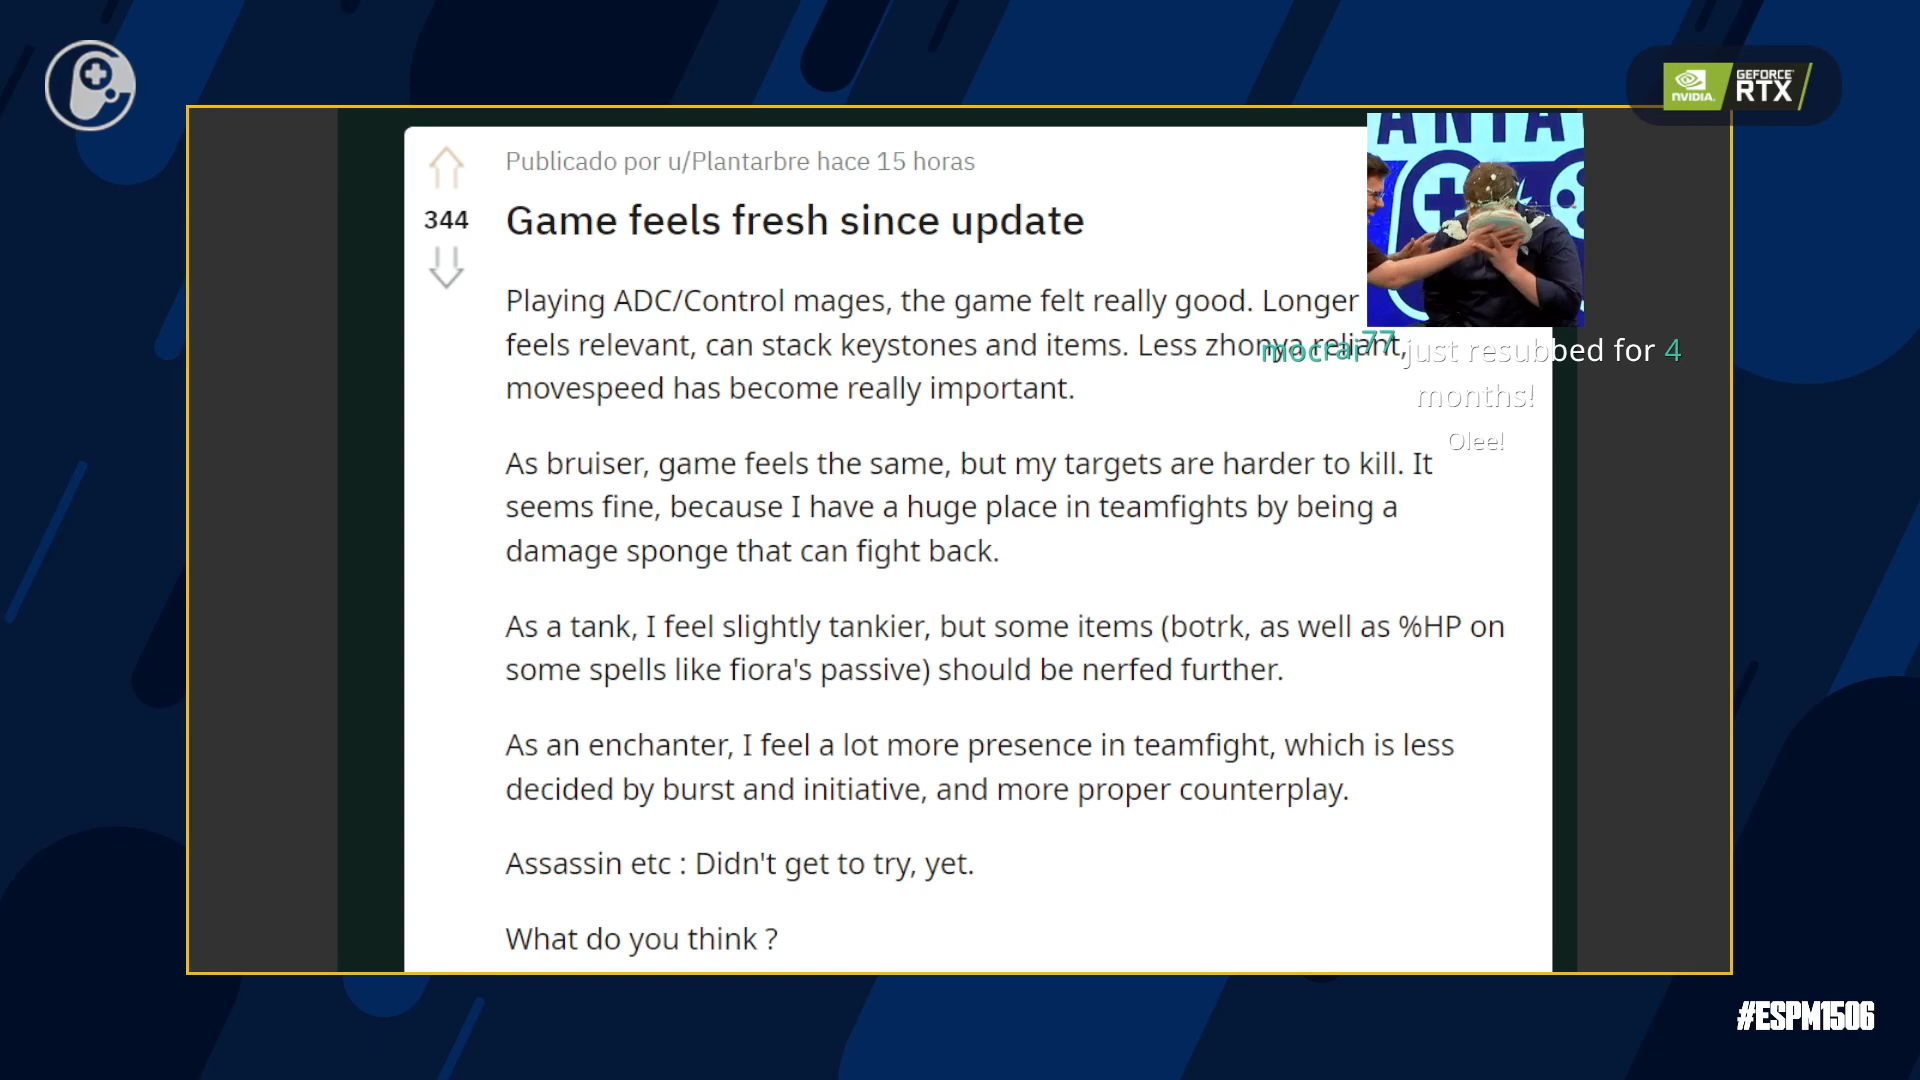 Publicado por u/Plantarbre hace 15 horas
344
Game feels fresh since update
Playing ADC/Control mages, the game felt really good. Longer
feels relevant, can stack keystones and items. Less zhonya reliant,
movespeed has become really important.
As bruiser, game feels the same, but my targets are harder to kill. It
seems fine, because I have a huge place in teamfights by being a
damage sponge that can fight back.
As a tank, I feel slightly tankier, but some items (botrk, as well as %HP on
some spells like fiora's passive) should be nerfed further.
As an enchanter, I feel a lot more presence in teamfight, which is less
decided by burst and initiative, and more proper counterplay.
Assassin etc : Didn't get to try, yet.
What do you think ?
NVIDIA.
GEFORCE
RTX
ANTA
just resubbed for 4
months!
Olee!
#ESPM1506